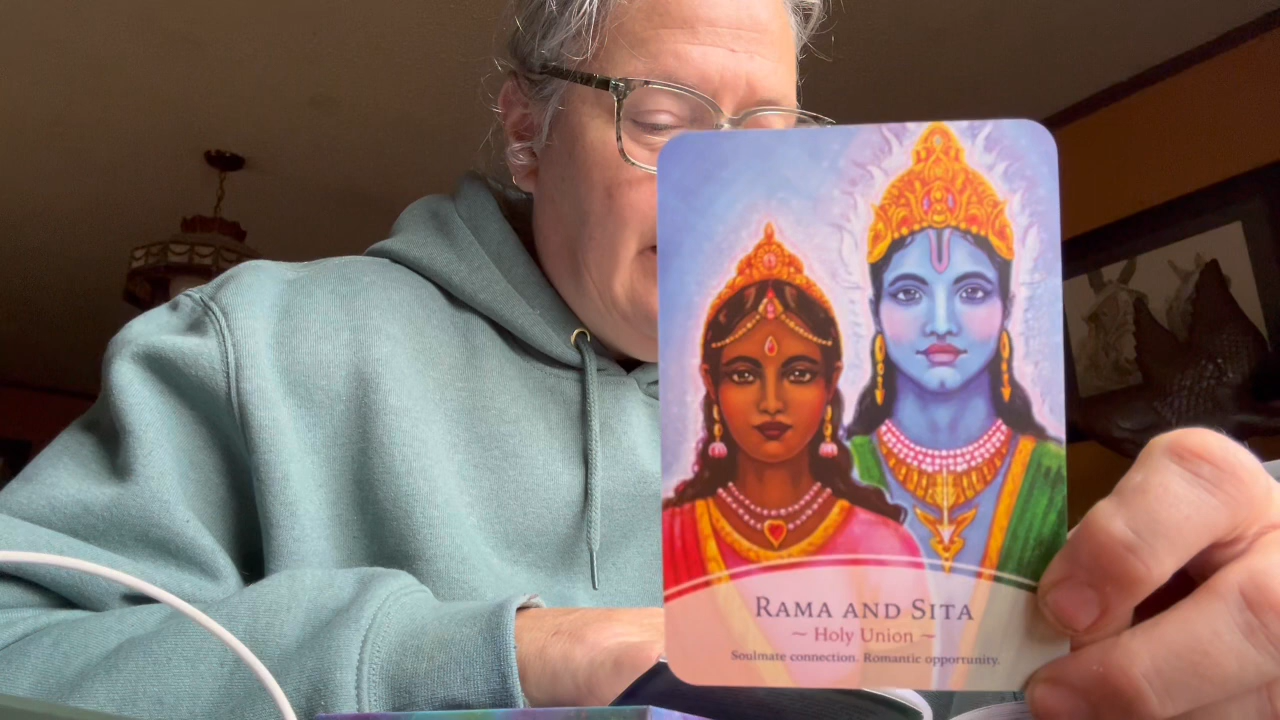 RAMA AND SITA
~ Holy Union ~
Soulmate connection. Romantic opportunity.